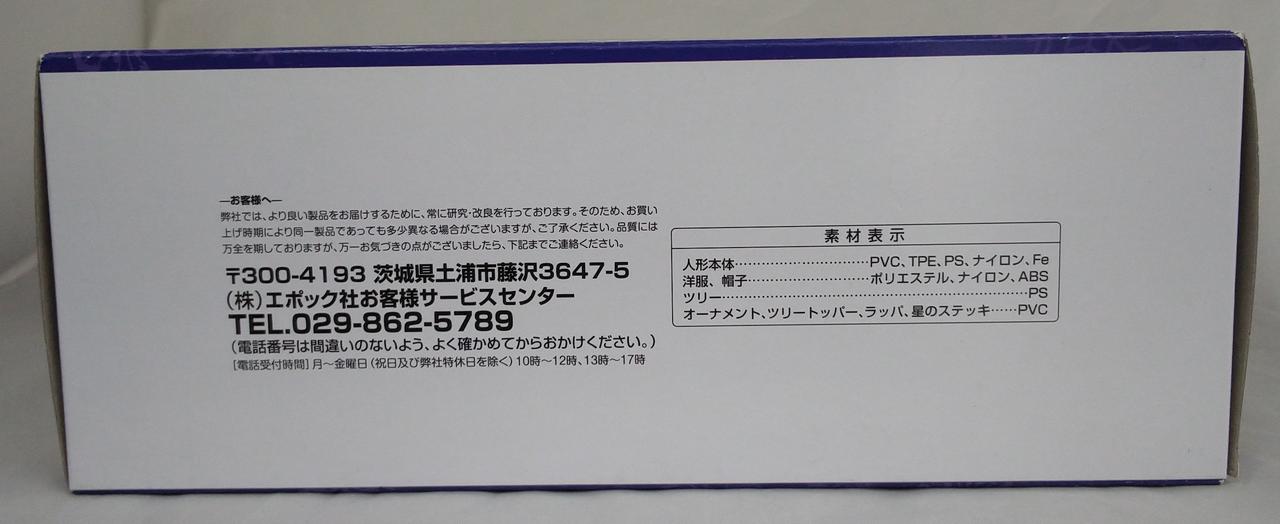 —お客様へ—
弊社では、より良い製品をお届けするために、常に研究・改良を行っております。そのため、お買い
上げ時期により同一製品であっても多少異なる場合がございますが、ご了承ください。品質には
万全を期しておりますが、万一お気づきの点がございましたら、下記までご連絡ください。
〒300-4193 茨城県土浦市藤沢3647-5
(株)エポック社お客様サービスセンター
TEL.029-862-5789
(電話番号は間違いのないよう、よく確かめてからおかけください。)
[電話受付時間]月～金曜日(祝日及び弊社特休日を除く)10時～12時、13時～17時
素材表示
人形本体……………………………PVC、TPE、PS、ナイロン、Fe
洋服、帽子…………………………ポリエステル、ナイロン、ABS
ツリー…………………………………………………………………PS
オーナメント、ツリートッパー、ラッパ、星のステッキ……PVC